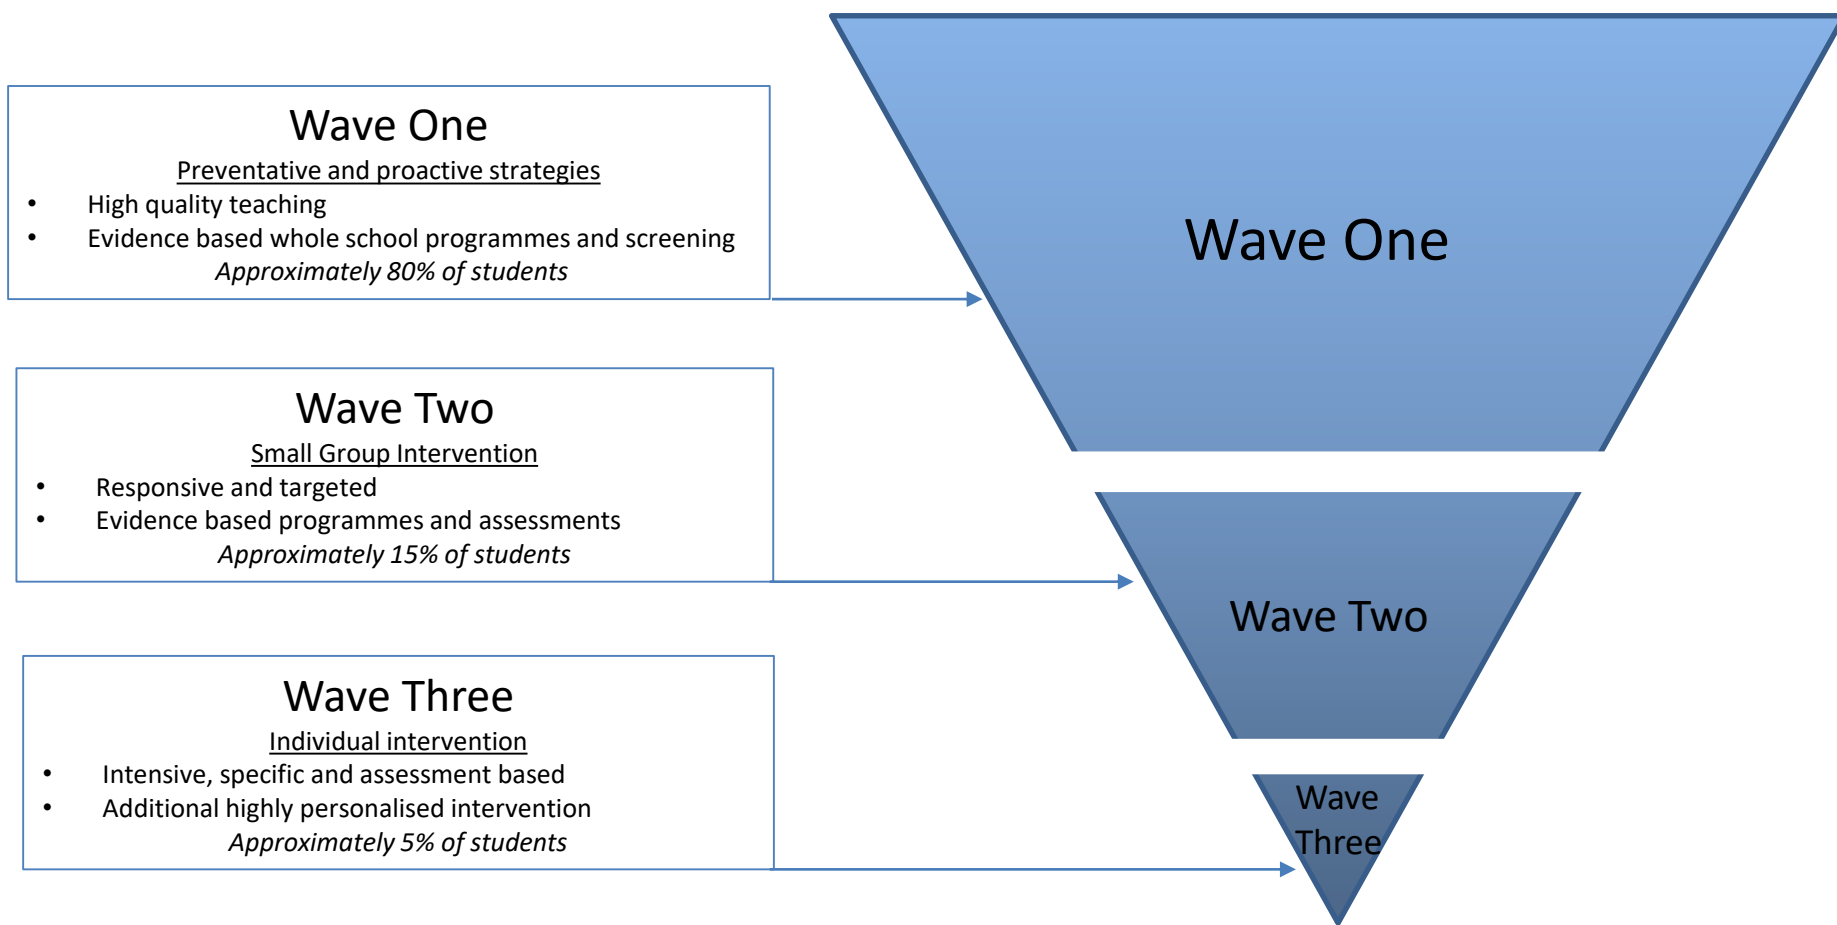 Wave One
Preventative and proactive strategies
• High quality teaching
• Evidence based whole school programmes and screening
Approximately 80% of students
Wave Two
Small Group Intervention
• Responsive and targeted
• Evidence based programmes and assessments
Approximately 15% of students
Wave Three
Individual intervention
• Intensive, specific and assessment based
• Additional highly personalised intervention
Approximately 5% of students
Wave One
Wave Two
Wave
Three